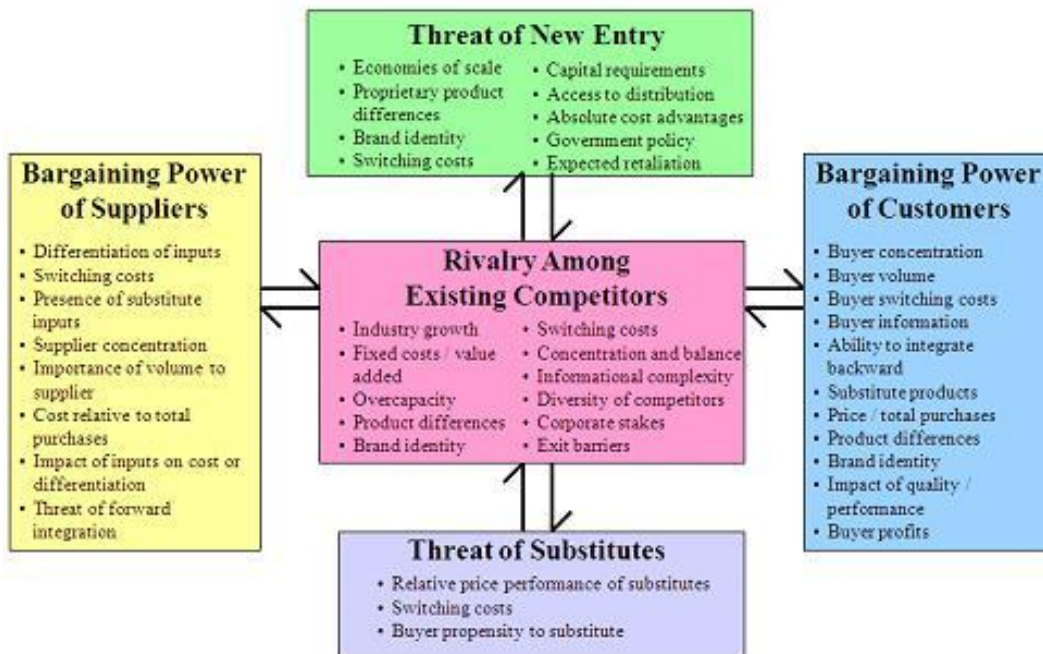 Threat of New Entry
• Economies of scale
• Proprietary product
differences
• Brand identity
• Switching costs
• Capital requirements
• Access to distribution
• Absolute cost advantages
• Government policy
• Expected retaliation
Bargaining Power
of Suppliers
• Differentiation of inputs
• Switching costs
• Presence of substitute
inputs
• Supplier concentration
• Importance of volume to
supplier
• Cost relative to total
purchases
• Impact of inputs on cost or
differentiation
• Threat of forward
integration
Rivalry Among
Existing Competitors
• Industry growth
• Fixed costs / value
added
• Overcapacity
• Product differences
• Brand identity
• Switching costs
• Concentration and balance
• Informational complexity
• Diversity of competitors
• Corporate stakes
• Exit barriers
Bargaining Power
of Customers
• Buyer concentration
• Buyer volume
• Buyer switching costs
• Buyer information
• Ability to integrate
backward
• Substitute products
• Price / total purchases
• Product differences
• Brand identity
• Impact of quality /
performance
• Buyer profits
Threat of Substitutes
• Relative price performance of substitutes
• Switching costs
• Buyer propensity to substitute